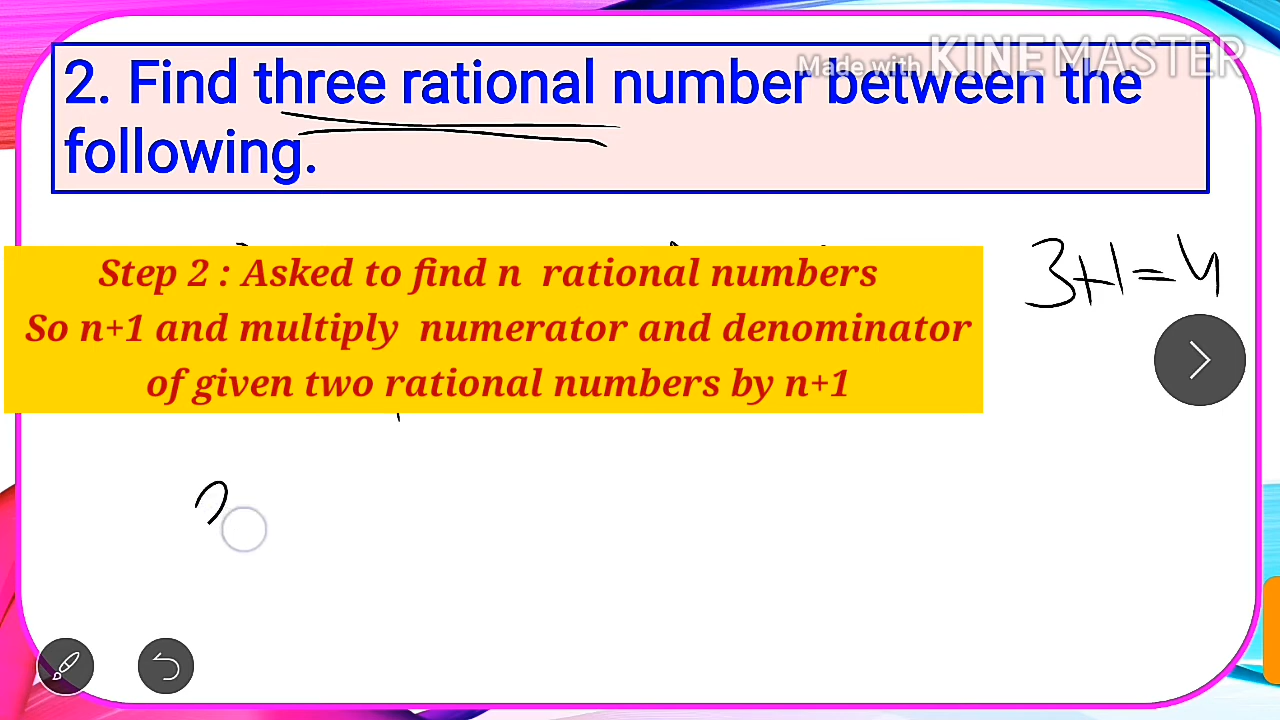 Made with KINEMASTER
2. Find three rational number between the
following.
3+1=4
Step 2 : Asked to find n rational numbers
So n+1 and multiply numerator and denominator
of given two rational numbers by n+1